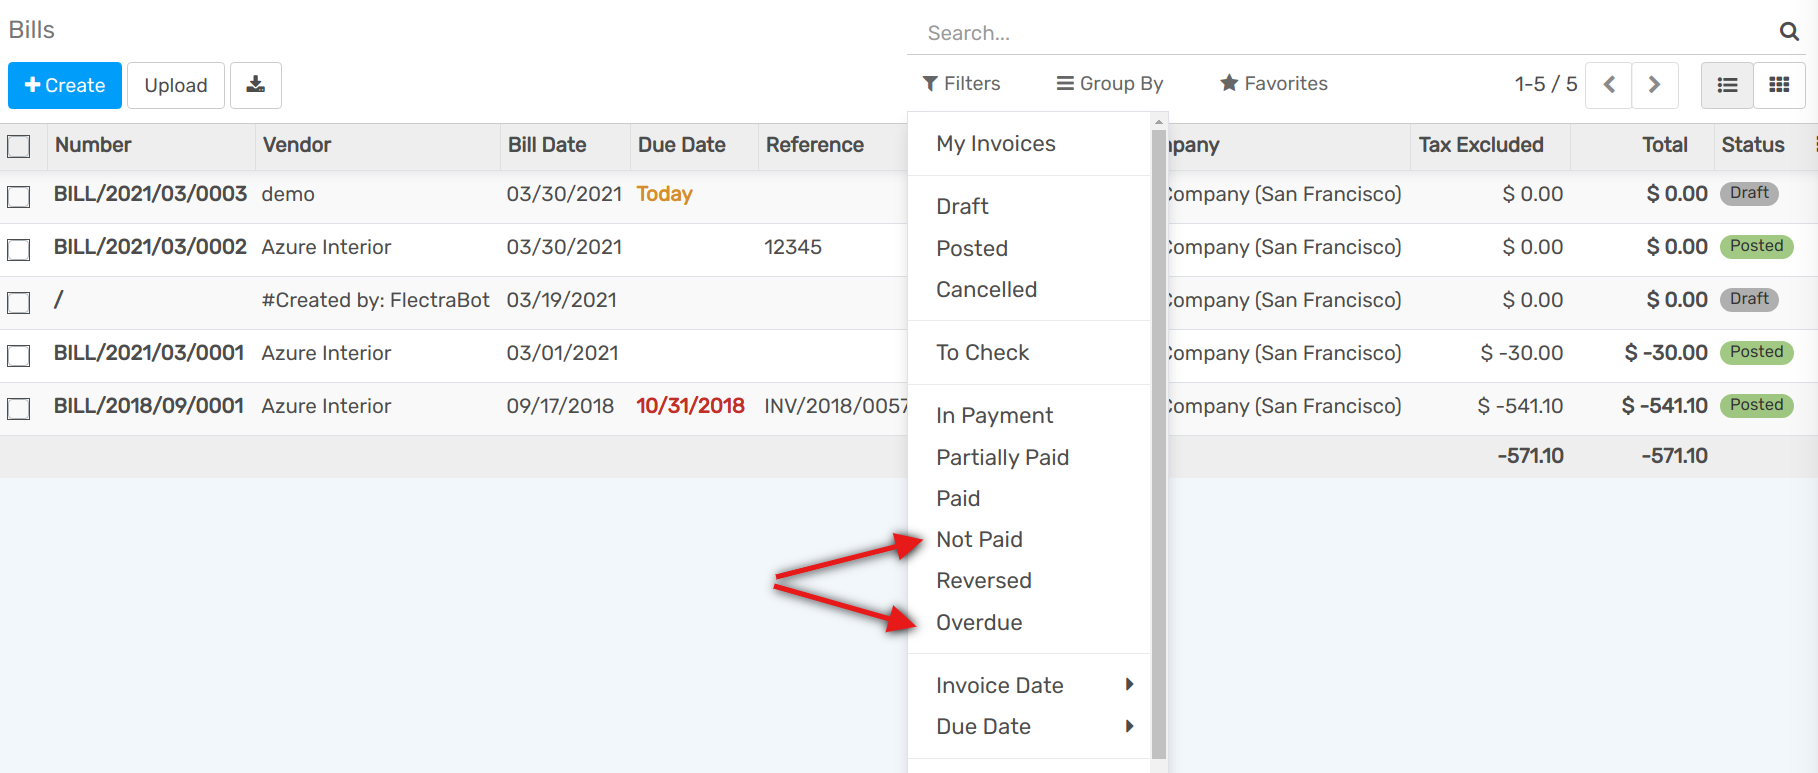 Bills
Search...
Create Upload
Filters Group By Favorites 1-5 / 5
Number Vendor Bill Date Due Date Reference mpany Tax Excluded Total Status
BILL/2021/03/0003 demo 03/30/2021 Today Company (San Francisco) $ 0.00 $ 0.00 Draft
BILL/2021/03/0002 Azure Interior 03/30/2021 12345 Company (San Francisco) $ 0.00 $ 0.00 Posted
/ #Created by: FlectraBot 03/19/2021 Company (San Francisco) $ 0.00 $ 0.00 Draft
BILL/2021/03/0001 Azure Interior 03/01/2021 Company (San Francisco) $ -30.00 $ -30.00 Posted
BILL/2018/09/0001 Azure Interior 09/17/2018 10/31/2018 INV/2018/0057 Company (San Francisco) $ -541.10 $ -541.10 Posted
-571.10 -571.10
My Invoices
Draft
Posted
Cancelled
To Check
In Payment
Partially Paid
Paid
Not Paid
Reversed
Overdue
Invoice Date
Due Date